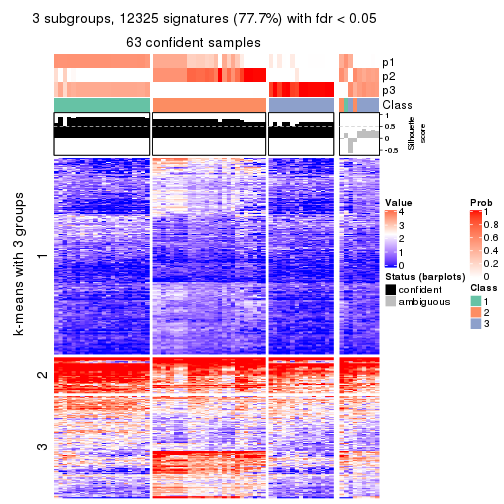 3 subgroups, 12325 signatures (77.7%) with fdr < 0.05
63 confident samples
p1
p2
p3
Class
1
0.5
0
-0.5
Silhouette
score
k-means with 3 groups
1
2
3
Value
4
3
2
1
0
Status (barplots)
confident
ambiguous
Prob
1
0.8
0.6
0.4
0.2
0
Class
1
2
3